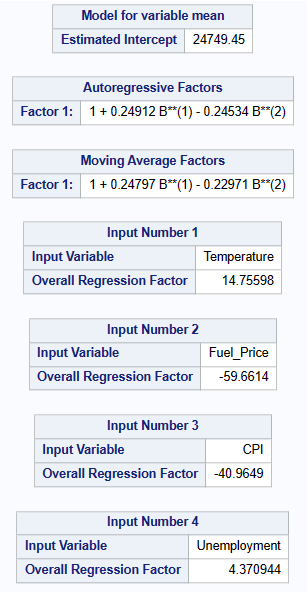 Model for variable mean
Estimated Intercept 24749.45
Autoregressive Factors
Factor 1: 1 + 0.24912 B**(1) - 0.24534 B**(2)
Moving Average Factors
Factor 1: 1 + 0.24797 B**(1) - 0.22971 B**(2)
Input Number 1
Input Variable Temperature
Overall Regression Factor 14.75598
Input Number 2
Input Variable Fuel_Price
Overall Regression Factor -59.6614
Input Number 3
Input Variable CPI
Overall Regression Factor -40.9649
Input Number 4
Input Variable Unemployment
Overall Regression Factor 4.370944